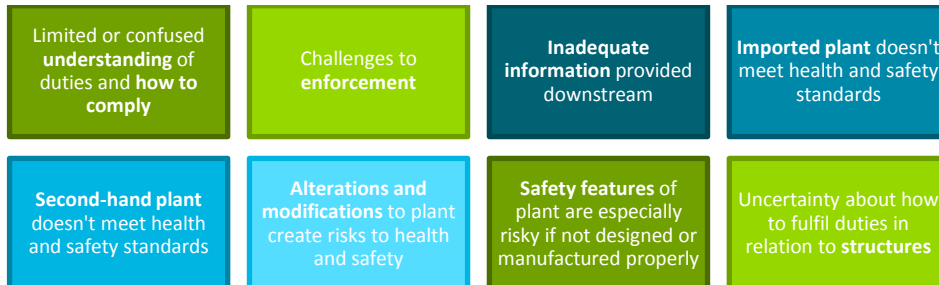 Limited or confused
understanding of
duties and how to
comply
Challenges to
enforcement
Inadequate
information provided
downstream
Imported plant doesn't
meet health and safety
standards
Second-hand plant
doesn't meet health
and safety standards
Alterations and
modifications to plant
create risks to health
and safety
Safety features of
plant are especially
risky if not designed or
manufactured properly
Uncertainty about how
to fulfil duties in
relation to structures